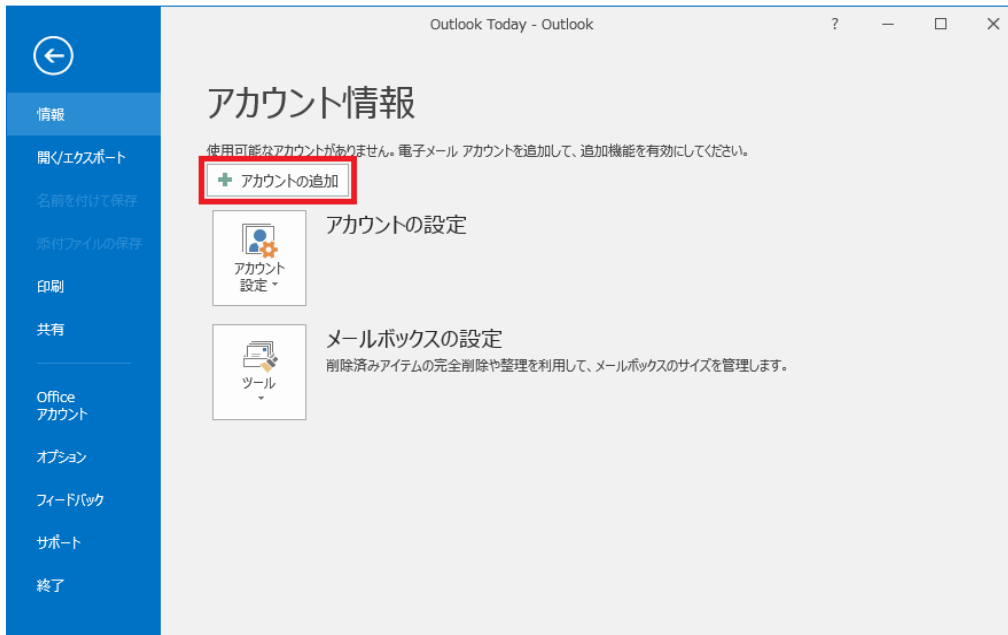 Outlook Today - Outlook
?
情報
開く/エクスポート
名前を付けて保存
添付ファイルの保存
印刷
共有
Office
アカウント
オプション
フィードバック
サポート
終了
アカウント情報
使用可能なアカウントがありません。電子メール アカウントを追加して、追加機能を有効にしてください。
アカウントの追加
アカウント
設定
アカウントの設定
ツール
メールボックスの設定
削除済みアイテムの完全削除や整理を利用して、メールボックスのサイズを管理します。